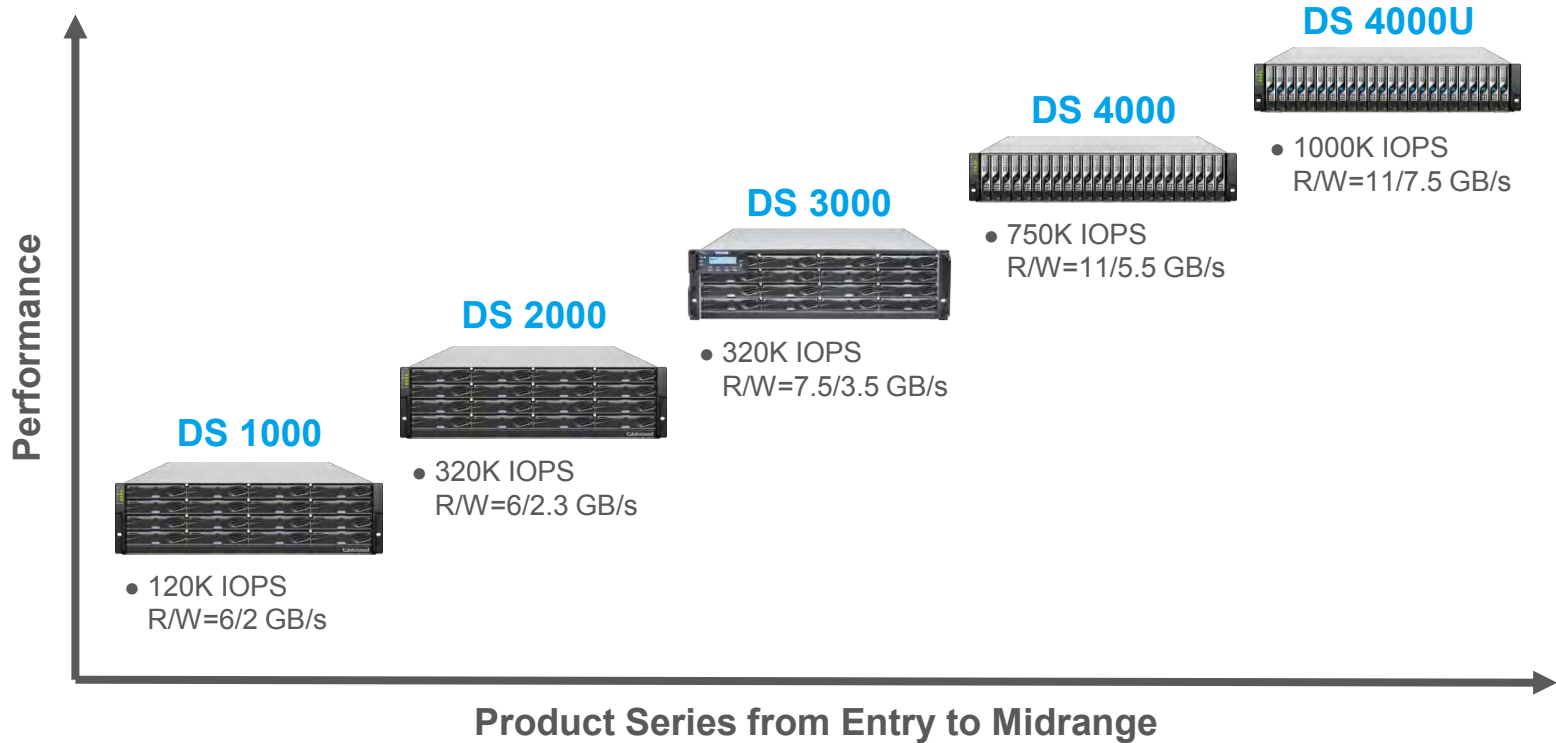 DS 4000U
● 1000K IOPS
R/W=11/7.5 GB/s
DS 4000
● 750K IOPS
R/W=11/5.5 GB/s
DS 3000
● 320K IOPS
R/W=7.5/3.5 GB/s
DS 2000
● 320K IOPS
R/W=6/2.3 GB/s
DS 1000
● 120K IOPS
R/W=6/2 GB/s
Performance
Product Series from Entry to Midrange